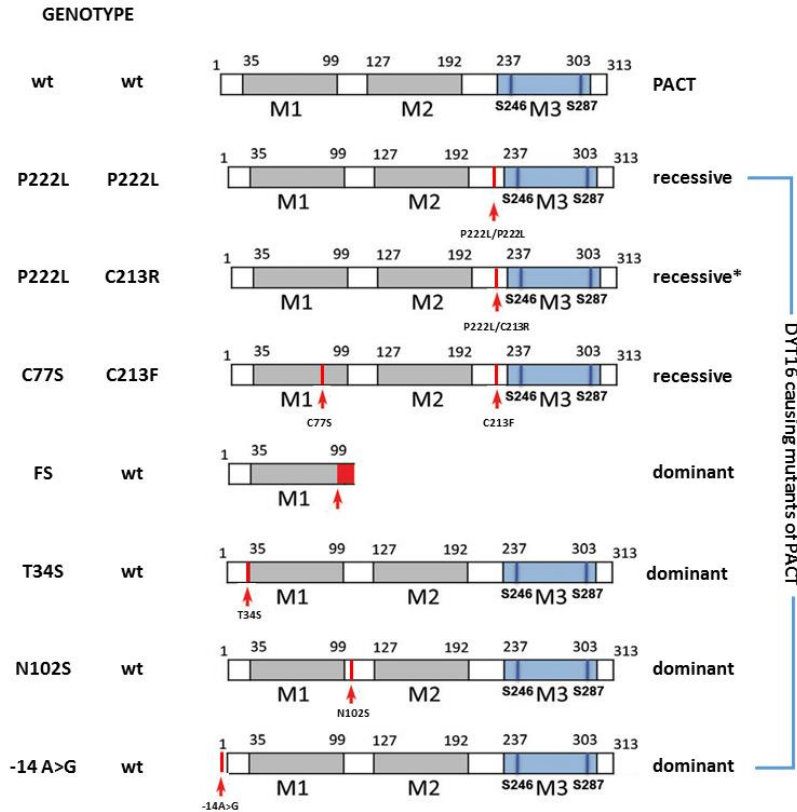 GENOTYPE
1 35 99 127 192 237 303 313
wt wt PACT
M1 M2 S246 M3 S287
1 35 99 127 192 237 303 313
P222L P222L recessive
M1 M2 S246 M3 S287
P222L/P222L
1 35 99 127 192 237 303 313
P222L C213R recessive*
M1 M2 S246 M3 S287
P222L/C213R
1 35 99 127 192 237 303 313
C77S C213F recessive
M1 M2 S246 M3 S287
C77S C213F
1 35 99
FS wt dominant
M1
1 35 99 127 192 237 303 313
T34S wt dominant
M1 M2 S246 M3 S287
T34S
1 35 99 127 192 237 303 313
N102S wt dominant
M1 M2 S246 M3 S287
N102S
1 35 99 127 192 237 303 313
-14 A>G wt dominant
M1 M2 S246 M3 S287
-14A>G
DYT16 causing mutants of PACT